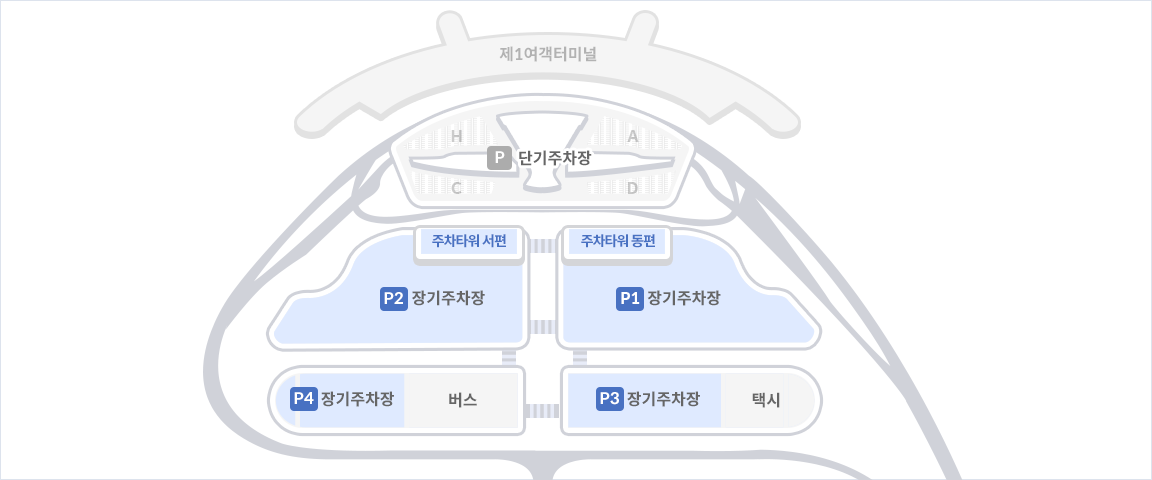 제1여객터미널
H
A
P 단기주차장
C
D
주차타워 서편
주차타워 동편
P2 장기주차장
P1 장기주차장
P4 장기주차장
버스
P3 장기주차장
택시